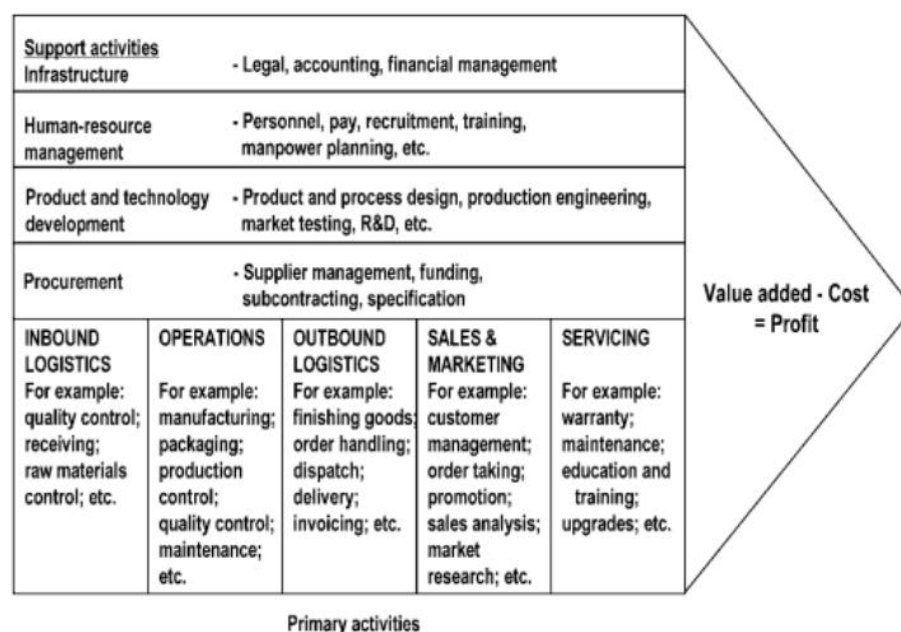 Support activities
Infrastructure - Legal, accounting, financial management
Human-resource - Personnel, pay, recruitment, training,
management manpower planning, etc.
Product and technology - Product and process design, production engineering,
development market testing, R&D, etc.
Procurement - Supplier management, funding,
subcontracting, specification
INBOUND
LOGISTICS
For example:
quality control;
receiving;
raw materials
control; etc.
OPERATIONS
For example:
manufacturing;
packaging;
production
control;
quality control;
maintenance;
etc.
OUTBOUND
LOGISTICS
For example:
finishing goods;
order handling;
dispatch;
delivery;
invoicing; etc.
SALES &
MARKETING
For example:
customer
management;
order taking;
promotion;
sales analysis;
market
research; etc.
SERVICING
For example:
warranty;
maintenance;
education and
training;
upgrades; etc.
Value added - Cost
= Profit
Primary activities